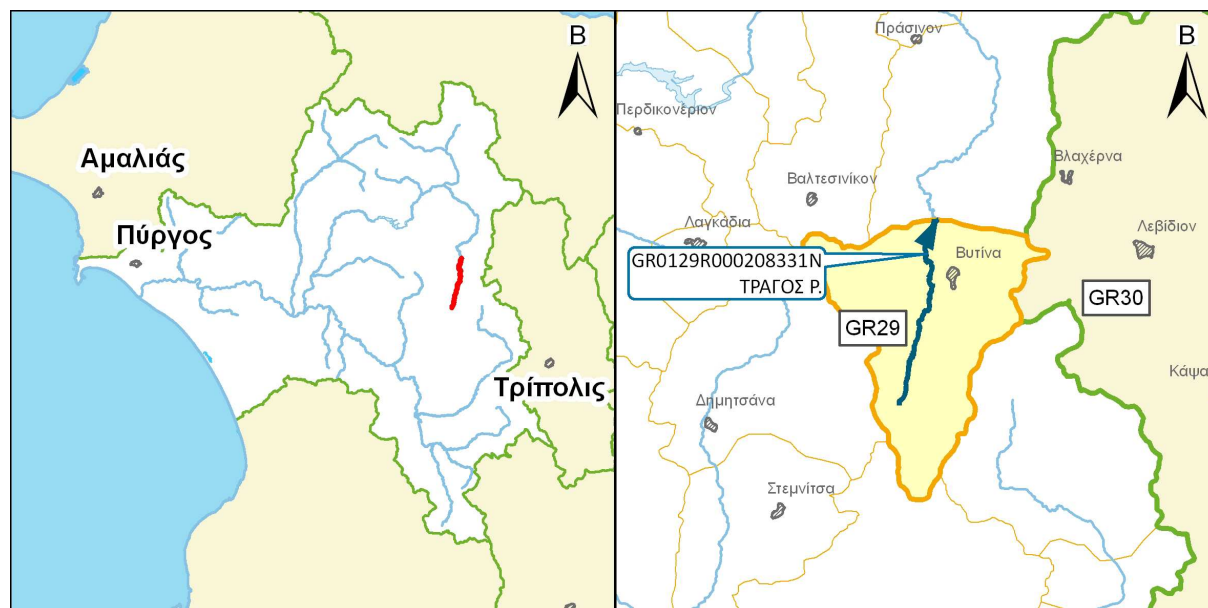 Β
Αμαλιάς
Πύργος
Τρίπολις
Β
Πράσινον
Περδικονέριον
Βλαχέρνα
Βαλτεσινίκον
Λαγκάδια
Λεβίδιον
Βυτίνα
GR0129R000208331N
ΤΡΑΓΟΣ Ρ.
GR30
GR29
Κάψα
Δημητσάνα
Στεμνίτσα